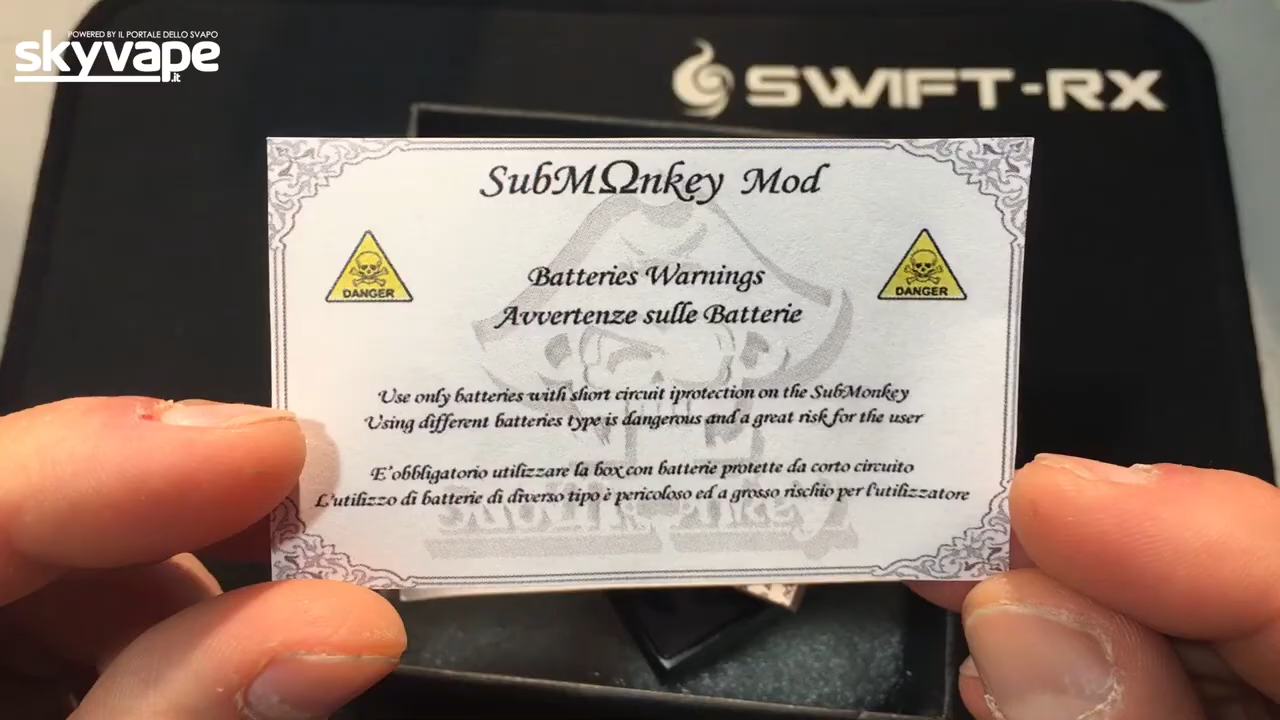 POWERED BY IL PORTALE DELLO SVAPO
skyvape
.it
SWIFT-RX
SubMΩnkey Mod
DANGER
DANGER
Batteries Warnings
Avvertenze sulle Batterie
Use only batteries with short circuit iprotection on the SubMonkey
Using different batteries type is dangerous and a great risk for the user
E'obbligatorio utilizzare la box con batterie protette da corto circuito
L'utilizzo di batterie di diverso tipo è pericoloso ed a grosso rischio per l'utilizzatore